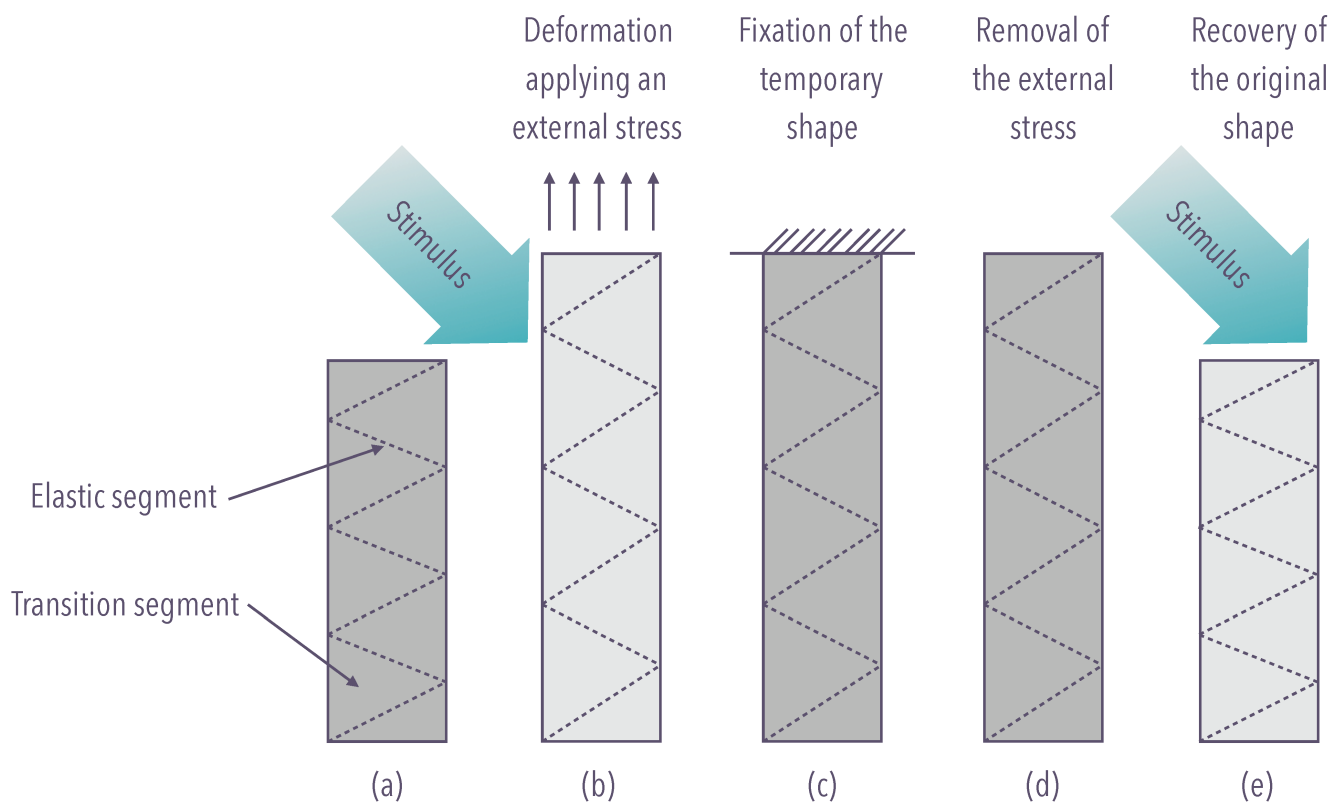 Deformation
applying an
external stress
Fixation of the
temporary
shape
Removal of
the external
stress
Recovery of
the original
shape
Stimulus
Stimulus
Elastic segment
Transition segment
(a)
(b)
(c)
(d)
(e)